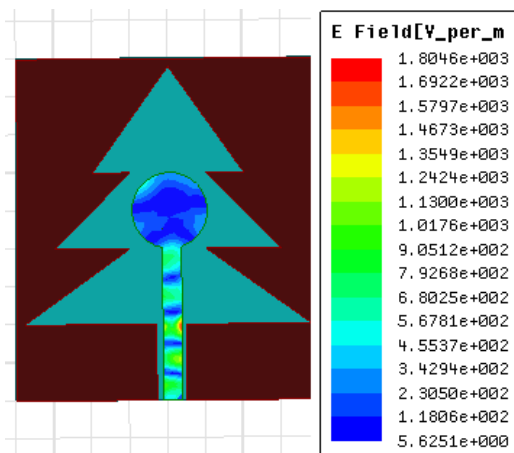 E Field[V_per_m
1.8046e+003
1.6922e+003
1.5797e+003
1.4673e+003
1.3549e+003
1.2424e+003
1.1300e+003
1.0176e+003
9.0512e+002
7.9268e+002
6.8025e+002
5.6781e+002
4.5537e+002
3.4294e+002
2.3050e+002
1.1806e+002
5.6251e+000